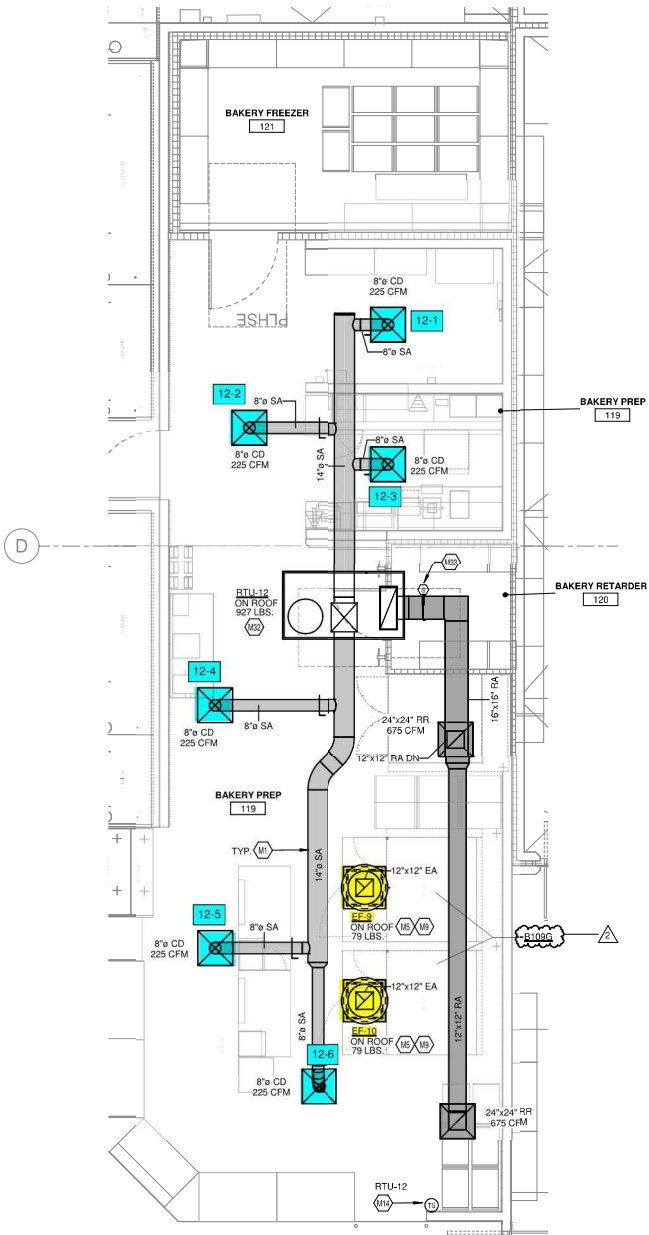 BAKERY FREEZER
121
8"ø CD
225 CFM
PLHSE
12-1
8"ø SA
12-2
8"ø SA
8"ø CD
225 CFM
14"ø SA
8"ø SA
8"ø CD
225 CFM
12-3
BAKERY PREP
119
D
M33
S
RTU-12
ON ROOF
927 LBS.
M32
BAKERY RETARDER
120
12-4
8"ø SA
8"ø CD
225 CFM
16"x16" RA
24"x24" RR
675 CFM
12"x12" RA DN
BAKERY PREP
119
TYP.
M1
14"ø SA
12"x12" EA
EF-9
ON ROOF
79 LBS.
M5
M9
12-5
8"ø SA
8"ø CD
225 CFM
B109G
2
12"x12" EA
EF-10
ON ROOF
79 LBS.
M5
M9
12"x12" RA
8"ø SA
12-6
8"ø CD
225 CFM
24"x24" RR
675 CFM
RTU-12
M14
TS